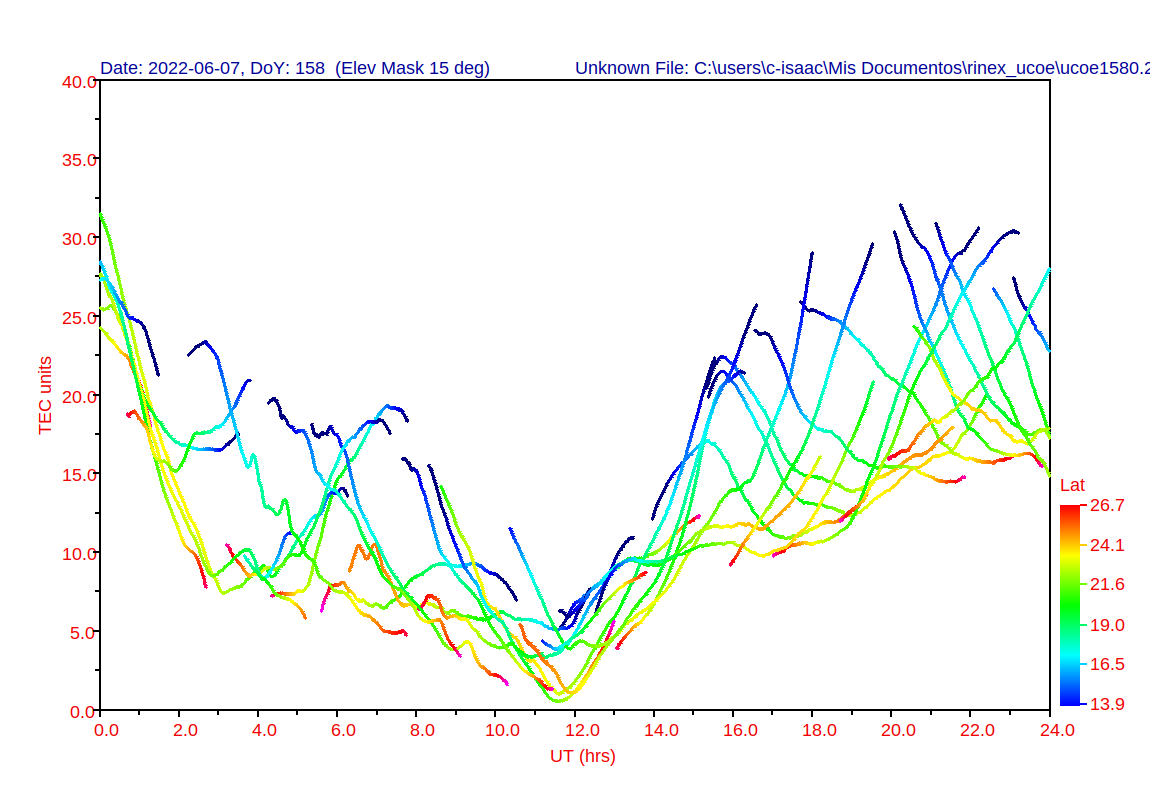 Date: 2022-06-07, DoY: 158  (Elev Mask 15 deg)
Unknown File: C:\users\c-isaac\Mis Documentos\rinex_ucoe\ucoe1580.2
40.0
35.0
30.0
25.0
20.0
15.0
10.0
5.0
0.0
TEC units
0.0 2.0 4.0 6.0 8.0 10.0 12.0 14.0 16.0 18.0 20.0 22.0 24.0
UT (hrs)
Lat
26.7
24.1
21.6
19.0
16.5
13.9